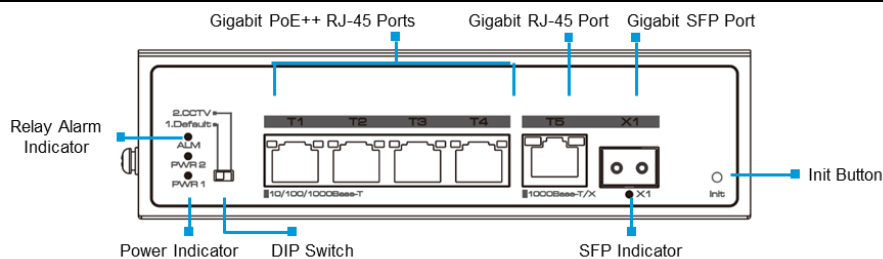 Gigabit PoE++ RJ-45 Ports Gigabit RJ-45 Port Gigabit SFP Port
2.CCTV
1.Default
T1 T2 T3 T4 T5 X1
Relay Alarm
Indicator
ALM
PWR 2
PWR 1
Init Button
10/100/1000Base-T 1000Base-T/X X1 Init
Power Indicator DIP Switch SFP Indicator